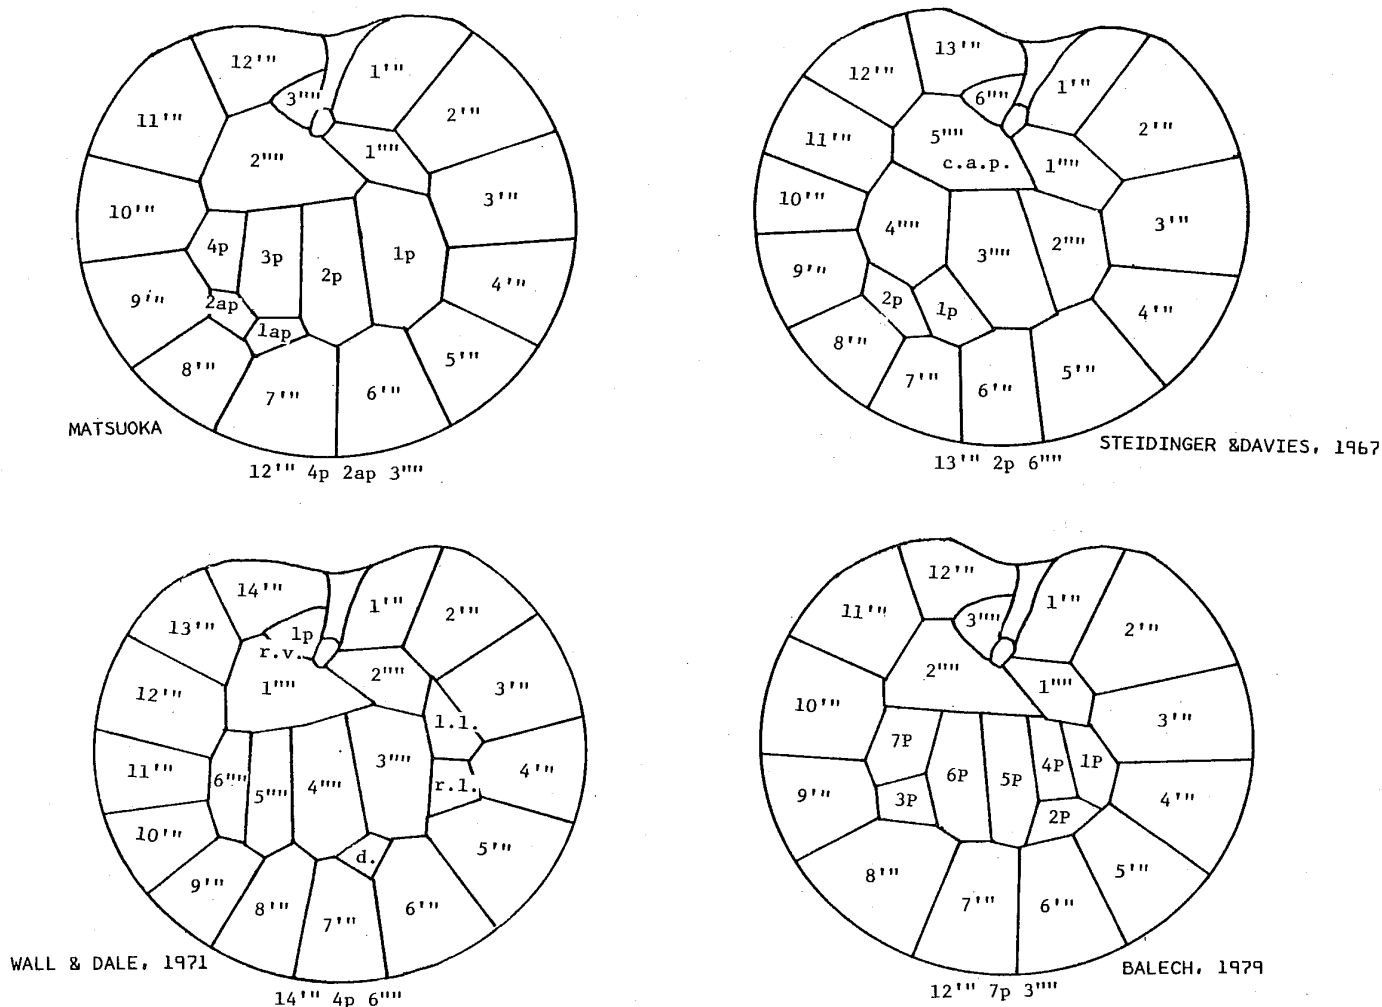 12'"
1'"
3""
11'"
2'"
2""
1""
10'"
3'"
4p
3p
2p
1p
2ap
1ap
9'"
4'"
8'"
5'"
7'"
6'"
MATSUOKA
12'" 4p 2ap 3""
13'"
1'"
12'"
6""
11'"
5""
2'"
c.a.p.
1""
10'"
3'"
4""
3""
2""
9'"
2p
1p
4'"
8'"
7'"
6'"
5'"
STEIDINGER &DAVIES, 1967
13'" 2p 6""
14'"
1'"
2'"
13'"
1p
r.v.
1""
2""
3'"
12'"
l.l.
11'"
6""
5""
4""
3""
r.l.
4'"
10'"
d.
5'"
9'"
8'"
7'"
6'"
WALL & DALE, 1971
14'" 4p 6""
12'"
1'"
11'"
3""
2'"
2""
1""
10'"
3'"
7P
6P
5P
4P
1P
9'"
3P
2P
4'"
8'"
7'"
6'"
5'"
BALECH, 1979
12'" 7p 3""